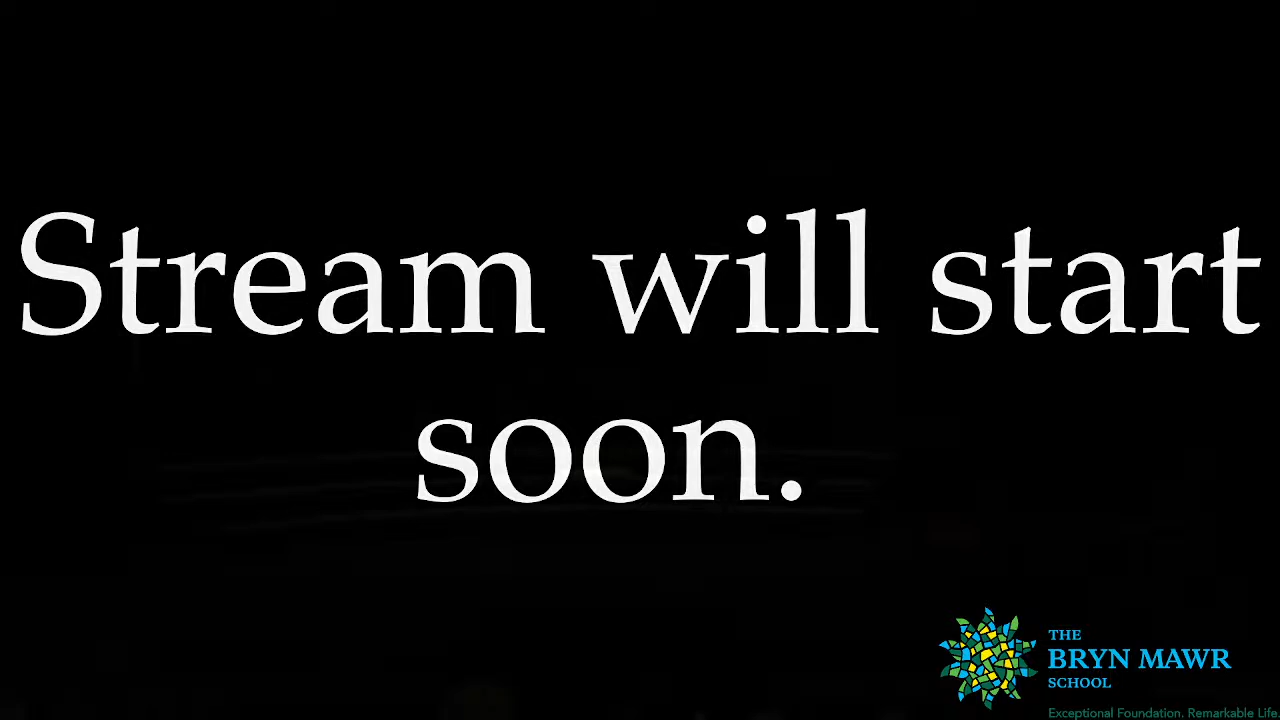 Stream will start
soon.
THE
BRYN MAWR
SCHOOL
Exceptional Foundation. Remarkable Life.